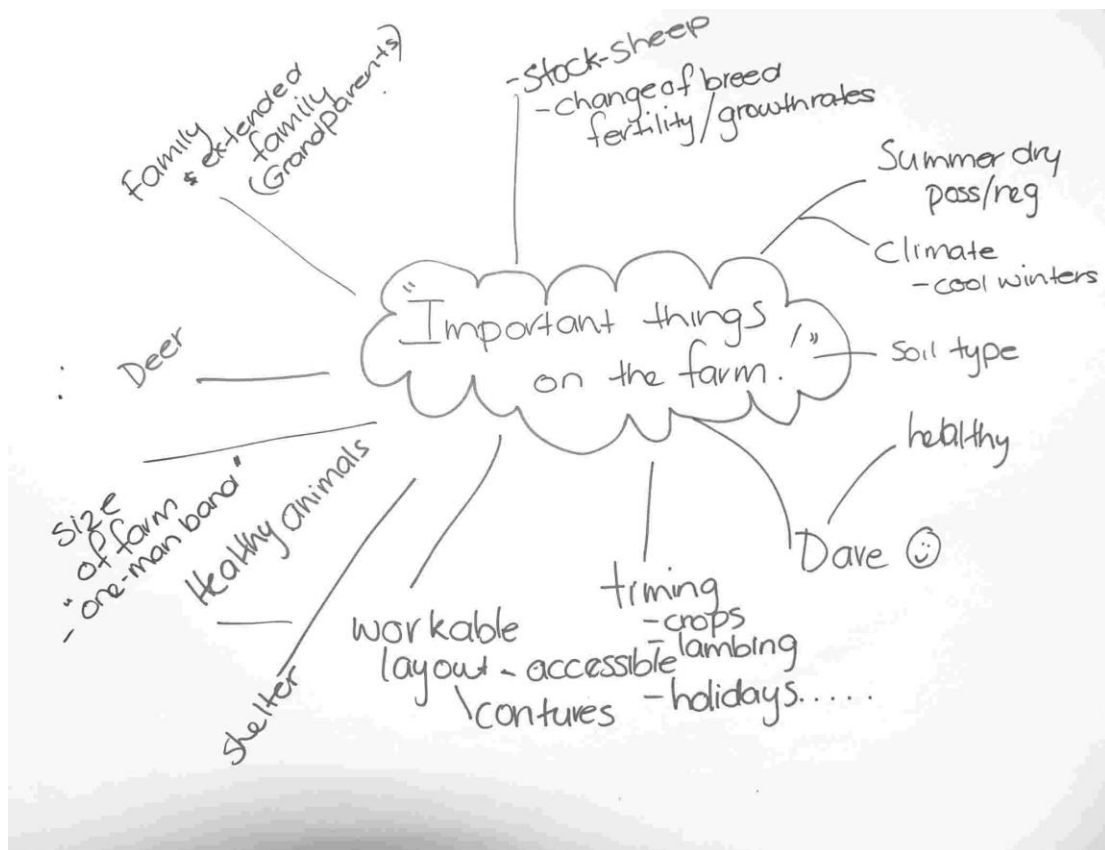 "Important things
on the farm."
Family
& extended
family
(Grandparents)
-Stock-sheep
-change of breed
fertility/growth rates
Summer dry
poss/neg
Climate
-cool winters
Soil type
healthy
Dave ☺
timing
-crops
-lambing
-holidays.....
workable
layout - accessible
contures
Shelter
Healthy animals
Size
of farm
- "one-man band"
Deer